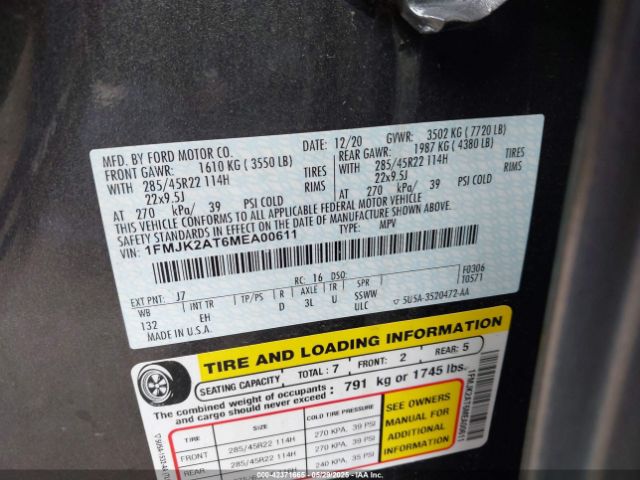 MFD. BY FORD MOTOR CO.
DATE: 12/20 GVWR: 3502 KG ( 7720 LB)
FRONT GAWR: 1610 KG ( 3550 LB) REAR GAWR: 1987 KG ( 4380 LB)
WITH 285/45R22 114H TIRES WITH 285/45R22 114H TIRES
22x9.5J RIMS 22x9.5J RIMS
AT 270 kPa/ 39 PSI COLD AT 270 kPa/ 39 PSI COLD
THIS VEHICLE CONFORMS TO ALL APPLICABLE FEDERAL MOTOR VEHICLE
SAFETY STANDARDS IN EFFECT ON THE DATE OF MANUFACTURE SHOWN ABOVE.
VIN: 1FMJK2AT6MEA00611 TYPE: MPV
EXT PNT: J7 RC: 16 DSO: F0306
WB INT TR TP/PS R AXLE TR SPR T0571
132 EH D 3L U SSWW
MADE IN U.S.A. ULC 5U5A-3520472-AA
TIRE AND LOADING INFORMATION
SEATING CAPACITY TOTAL: 7 FRONT: 2 REAR: 5
The combined weight of occupants
and cargo should never exceed: 791 kg or 1745 lbs.
TIRE SIZE COLD TIRE PRESSURE
FRONT 285/45R22 114H 270 KPA, 39 PSI
REAR 285/45R22 114H 270 KPA, 39 PSI
240 KPA, 35 PSI
SEE OWNERS
MANUAL FOR
ADDITIONAL
INFORMATION
1FMJK2AT6MEA00611
000-42371665 05/29/2025 IAA Inc.